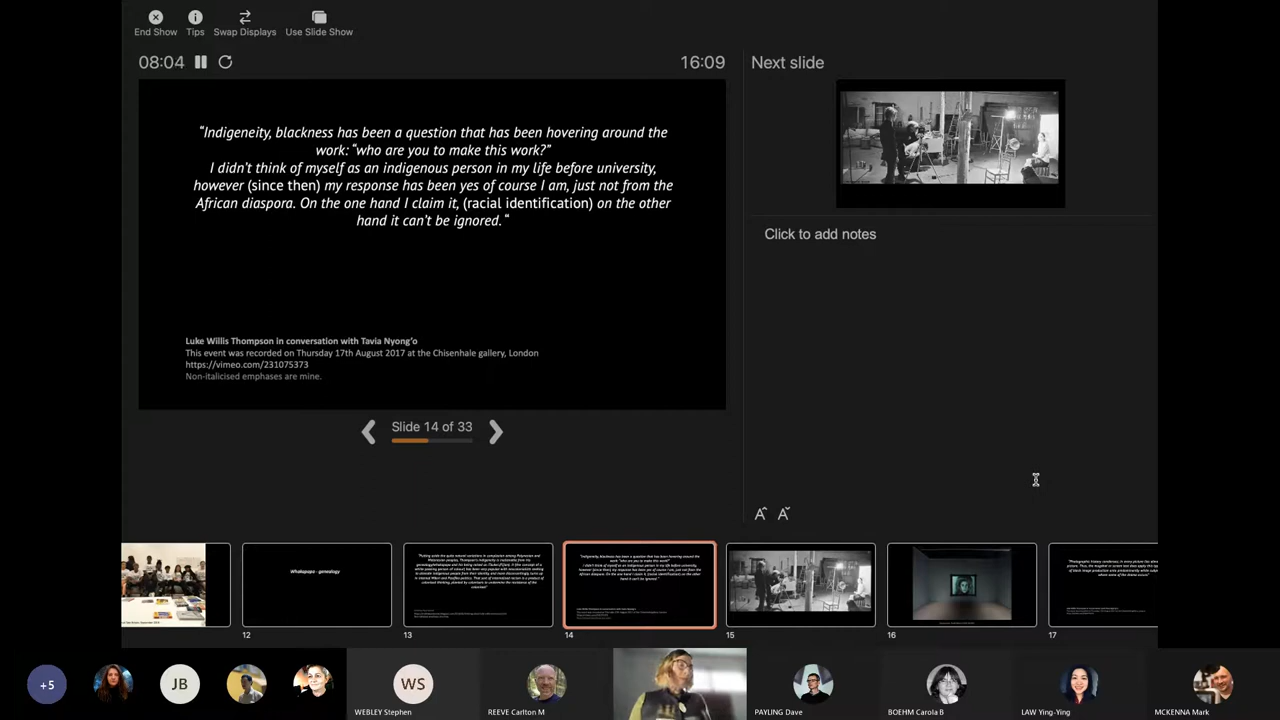 End Show
Tips
Swap Displays
Use Slide Show
08:04
16:09
Next slide
“Indigeneity, blackness has been a question that has been hovering around the
work: “who are you to make this work?”
I didn’t think of myself as an indigenous person in my life before university,
however (since then) my response has been yes of course I am, just not from the
African diaspora. On the one hand I claim it, (racial identification) on the other
hand it can’t be ignored. “
Luke Willis Thompson in conversation with Tavia Nyong’o
This event was recorded on Thursday 17th August 2017 at the Chisenhale gallery, London
https://vimeo.com/231075373
Non-italicised emphases are mine.
Click to add notes
Slide 14 of 33
Whakapapa - genealogy
12
13
14
15
16
17
+5
JB
WS
WEBLEY Stephen
REEVE Carlton M
PAYLING Dave
BOEHM Carola B
LAW Ying-Ying
MCKENNA Mark